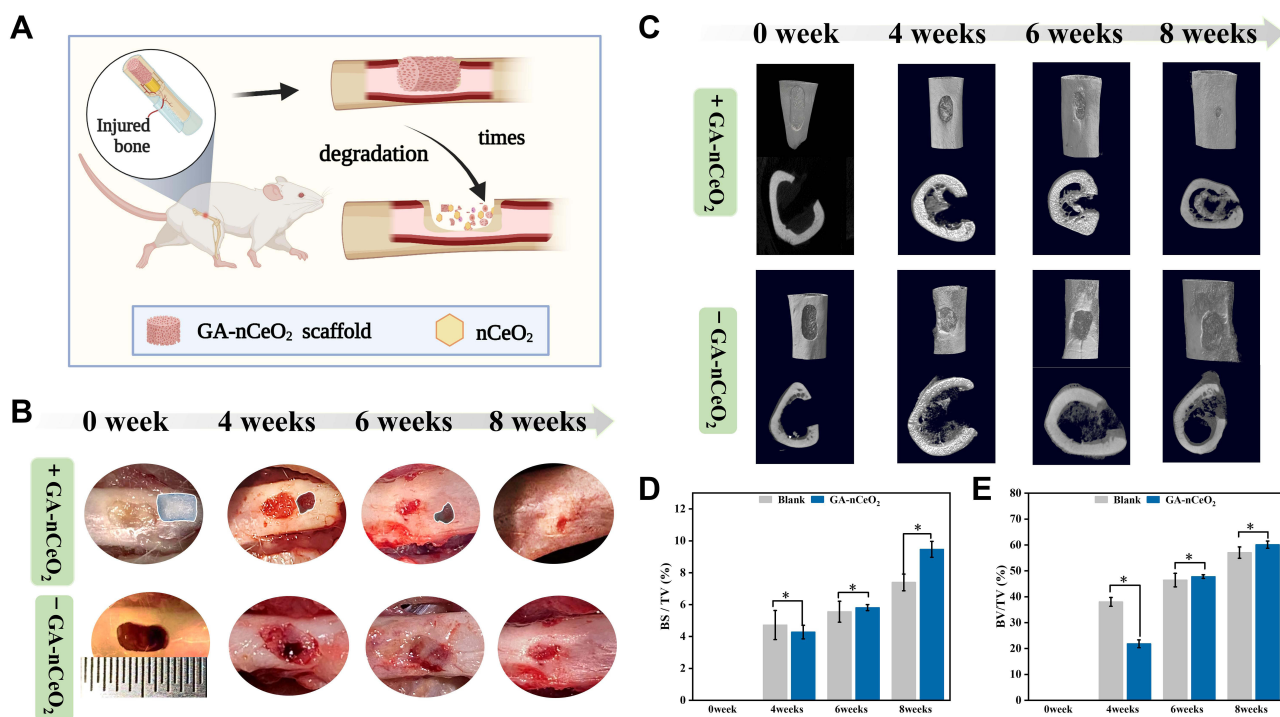 A
Injured
bone
degradation
times
GA-nCeO₂ scaffold
nCeO₂
B
0 week
4 weeks
6 weeks
8 weeks
+ GA-nCeO₂
− GA-nCeO₂
C
0 week
4 weeks
6 weeks
8 weeks
+ GA-nCeO₂
− GA-nCeO₂
D
Blank
GA-nCeO₂
BS / TV (%)
12
10
8
6
4
2
0
*
*
*
0week
4weeks
6weeks
8weeks
E
Blank
GA-nCeO₂
BV/TV (%)
80
70
60
50
40
30
20
10
0
*
*
*
0week
4weeks
6weeks
8weeks